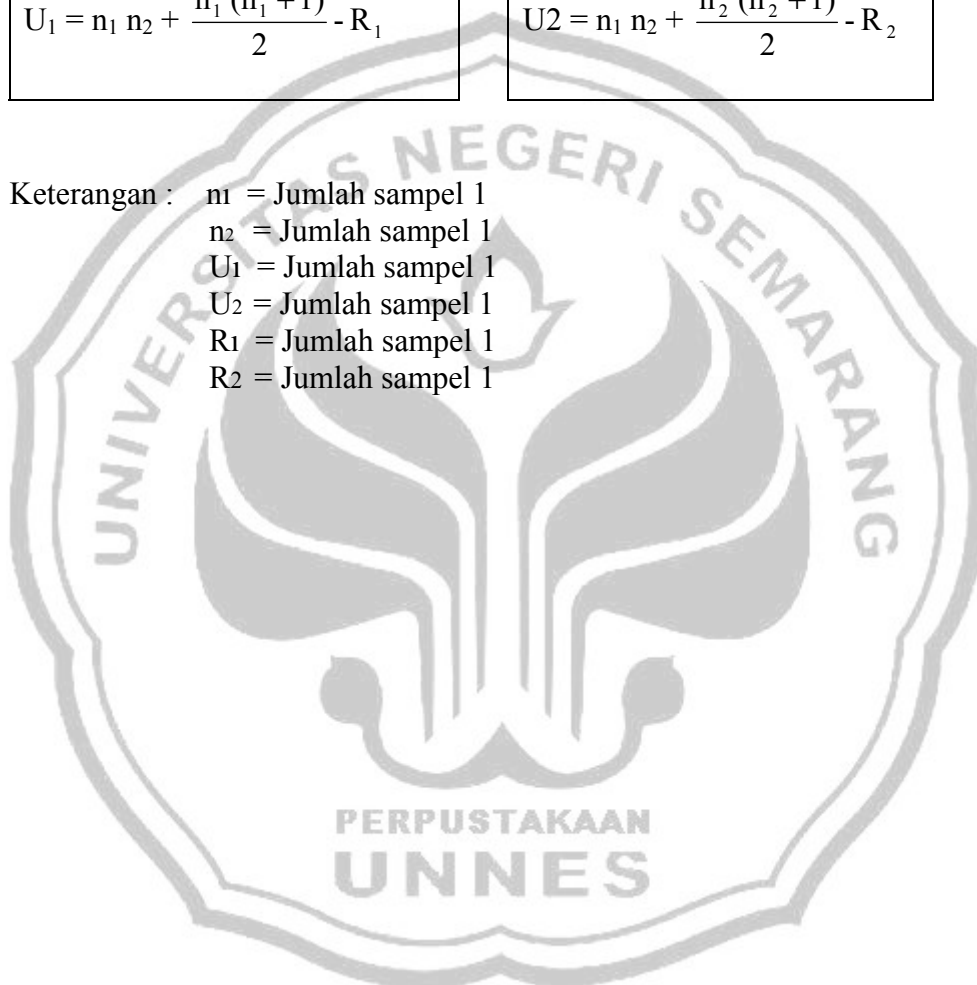 U₁ = n₁ n₂ + n₁ (n₁ + 1) / 2 - R₁
U2 = n₁ n₂ + n₂ (n₂ + 1) / 2 - R₂
UNIVERSITAS NEGERI SEMARANG
Keterangan : n₁ = Jumlah sampel 1
n₂ = Jumlah sampel 1
U₁ = Jumlah sampel 1
U₂ = Jumlah sampel 1
R₁ = Jumlah sampel 1
R₂ = Jumlah sampel 1
PERPUSTAKAAN
UNNES